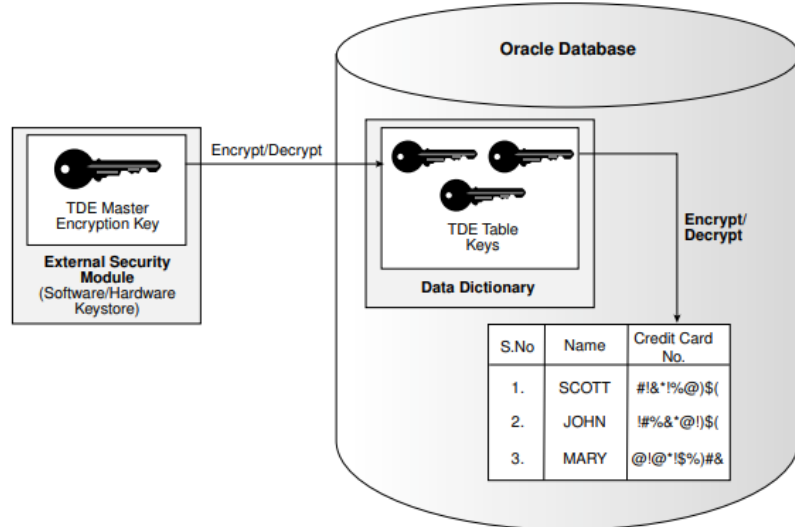 Oracle Database
Encrypt/Decrypt
TDE Master
Encryption Key
External Security
Module
(Software/Hardware
Keystore)
TDE Table
Keys
Data Dictionary
Encrypt/
Decrypt
S.No Name Credit Card
No.
1. SCOTT #!&*!%@)$(
2. JOHN !#%&*@!)$(
3. MARY @!@*!$%)#&